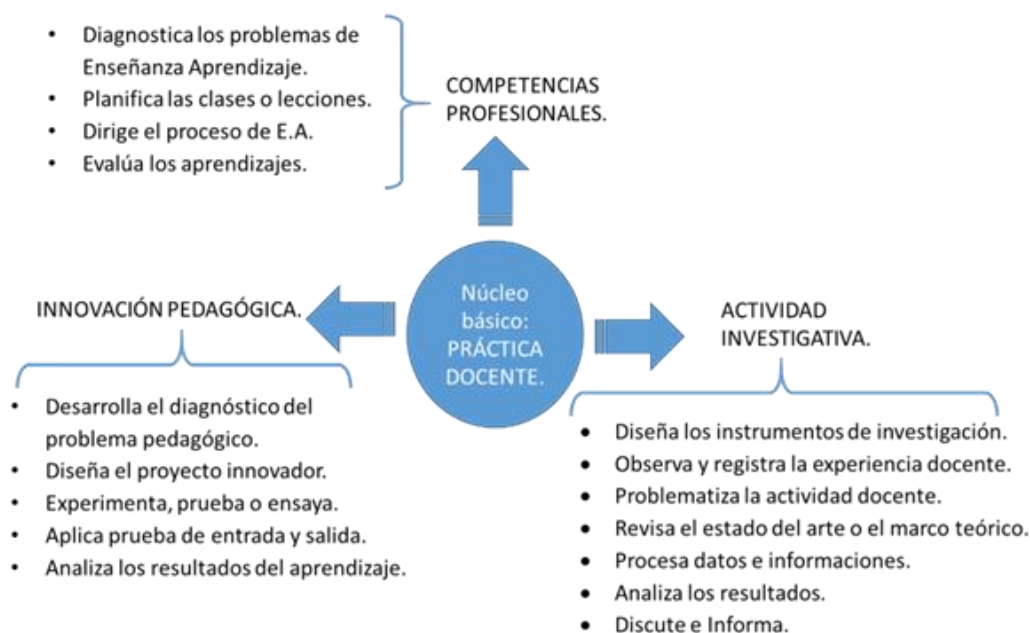 • Diagnostica los problemas de
Enseñanza Aprendizaje.
• Planifica las clases o lecciones.
• Dirige el proceso de E.A.
• Evalúa los aprendizajes.
COMPETENCIAS
PROFESIONALES.
Núcleo
básico:
PRÁCTICA
DOCENTE.
INNOVACIÓN PEDAGÓGICA.
• Desarrolla el diagnóstico del
problema pedagógico.
• Diseña el proyecto innovador.
• Experimenta, prueba o ensaya.
• Aplica prueba de entrada y salida.
• Analiza los resultados del aprendizaje.
ACTIVIDAD
INVESTIGATIVA.
• Diseña los instrumentos de investigación.
• Observa y registra la experiencia docente.
• Problematiza la actividad docente.
• Revisa el estado del arte o el marco teórico.
• Procesa datos e informaciones.
• Analiza los resultados.
• Discute e Informa.